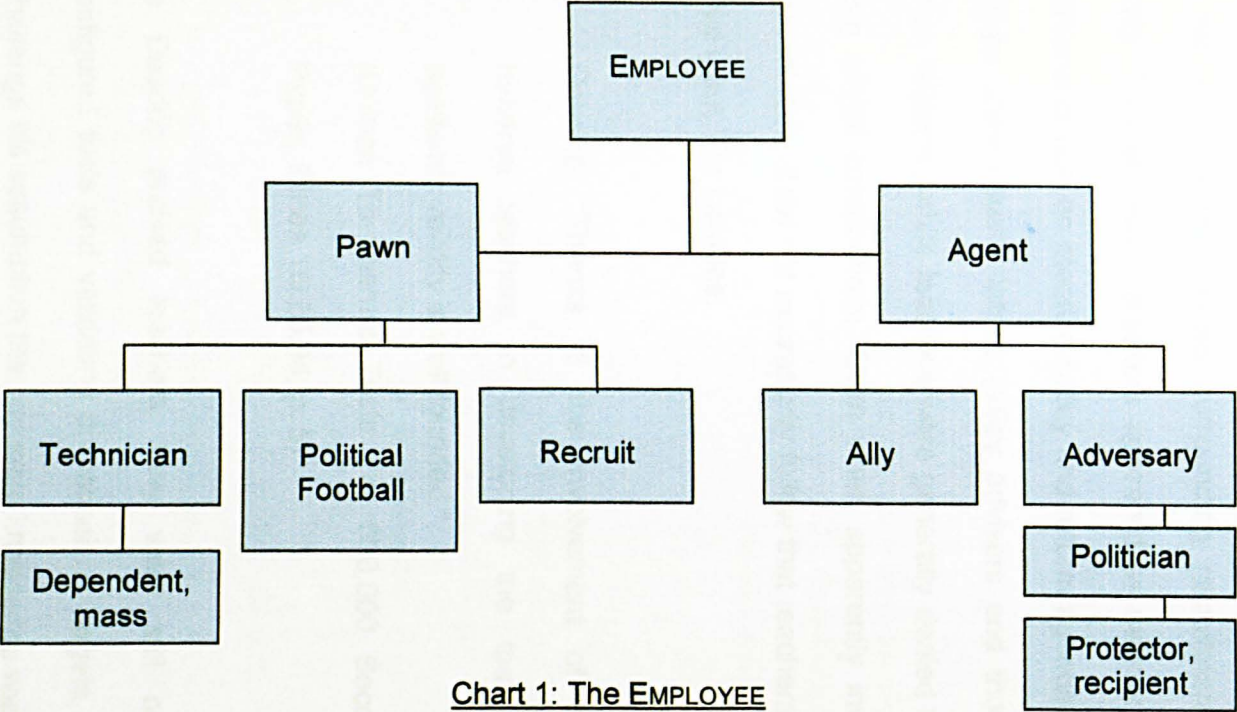 EMPLOYEE
Pawn
Agent
Technician
Political
Football
Recruit
Ally
Adversary
Dependent,
mass
Politician
Protector,
recipient
Chart 1: The EMPLOYEE